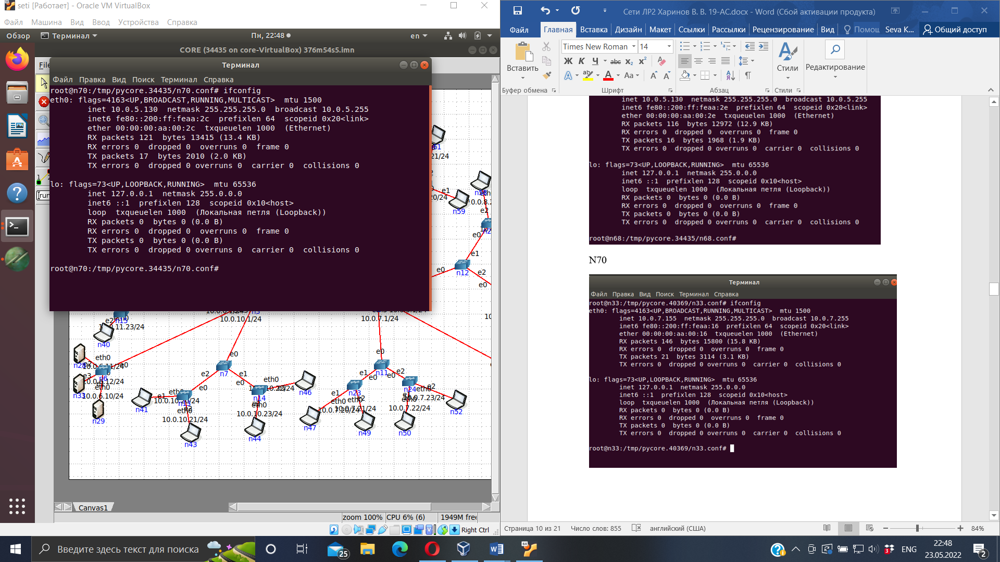 seti [Работает] - Oracle VM VirtualBox
Файл Машина Вид Ввод Устройства Справка
Обзор Терминал Пн, 22:48 en
CORE (34435 on core-VirtualBox) 376m54s5.imn
File
Терминал
Файл Правка Вид Поиск Терминал Справка
root@n70:/tmp/pycore.34435/n70.conf# ifconfig
eth0: flags=4163<UP,BROADCAST,RUNNING,MULTICAST> mtu 1500
inet 10.0.5.130 netmask 255.255.255.0 broadcast 10.0.5.255
inet6 fe80::200:ff:feaa:2c prefixlen 64 scopeid 0x20<link>
ether 00:00:00:aa:00:2c txqueuelen 1000 (Ethernet)
RX packets 121 bytes 13415 (13.4 KB)
RX errors 0 dropped 0 overruns 0 frame 0
TX packets 17 bytes 2010 (2.0 KB)
TX errors 0 dropped 0 overruns 0 carrier 0 collisions 0
lo: flags=73<UP,LOOPBACK,RUNNING> mtu 65536
inet 127.0.0.1 netmask 255.0.0.0
inet6 ::1 prefixlen 128 scopeid 0x10<host>
loop txqueuelen 1000 (Локальная петля (Loopback))
RX packets 0 bytes 0 (0.0 B)
RX errors 0 dropped 0 overruns 0 frame 0
TX packets 0 bytes 0 (0.0 B)
TX errors 0 dropped 0 overruns 0 carrier 0 collisions 0
root@n70:/tmp/pycore.34435/n70.conf#
21/24
e1
20/24
n59
e2
e0
e1
e0
n12
e2
e0
10.0.10.1/24
10.0.7.1/24
n15
11.23/24
n40
eth0
n28
e0
n6
e3
10.0.6.12/24
n33
eth0
10.0.6.10/24
n29
e0
n7
e2
e1
e0
e0
eth0
n46
e1
n41
n13
eth0
10.0.10.21/24
n43
n14
eth0
10.0.10.23/24
n44
e0
n11
e1
e2
e0
e0
n23
n24
e2
eth0
10.0.7.23/24
e1
eth0
n47
10.0.7.21/24
n49
10.0.7.22/24
n50
n52
Canvas1
zoom 100% CPU 6% (6) 1949M free
Right Ctrl
Сети ЛР2 Харинов В. В. 19-АС.docx - Word (Сбой активации продукта)
Файл Главная Вставка Дизайн Макет Ссылки Рассылки Рецензирование Вид Помощ Seva K... Общий доступ
Вставить
Times New Roman 14
Ж К Ч abc x₂ x²
Aa
Стили
Редактирование
Буфер обмена Шрифт Абзац Стили
inet 10.0.5.130 netmask 255.255.255.0 broadcast 10.0.5.255
inet6 fe80::200:ff:feaa:2e prefixlen 64 scopeid 0x20<link>
ether 00:00:00:aa:00:2e txqueuelen 1000 (Ethernet)
RX packets 116 bytes 12972 (12.9 KB)
RX errors 0 dropped 0 overruns 0 frame 0
TX packets 16 bytes 1968 (1.9 KB)
TX errors 0 dropped 0 overruns 0 carrier 0 collisions 0
lo: flags=73<UP,LOOPBACK,RUNNING> mtu 65536
inet 127.0.0.1 netmask 255.0.0.0
inet6 ::1 prefixlen 128 scopeid 0x10<host>
loop txqueuelen 1000 (Локальная петля (Loopback))
RX packets 0 bytes 0 (0.0 B)
RX errors 0 dropped 0 overruns 0 frame 0
TX packets 0 bytes 0 (0.0 B)
TX errors 0 dropped 0 overruns 0 carrier 0 collisions 0
root@n68:/tmp/pycore.34435/n68.conf#
N70
Терминал
Файл Правка Вид Поиск Терминал Справка
root@n33:/tmp/pycore.40369/n33.conf# ifconfig
eth0: flags=4163<UP,BROADCAST,RUNNING,MULTICAST> mtu 1500
inet 10.0.7.155 netmask 255.255.255.0 broadcast 10.0.7.255
inet6 fe80::200:ff:feaa:16 prefixlen 64 scopeid 0x20<link>
ether 00:00:00:aa:00:16 txqueuelen 1000 (Ethernet)
RX packets 146 bytes 15800 (15.8 KB)
RX errors 0 dropped 0 overruns 0 frame 0
TX packets 21 bytes 3114 (3.1 KB)
TX errors 0 dropped 0 overruns 0 carrier 0 collisions 0
lo: flags=73<UP,LOOPBACK,RUNNING> mtu 65536
inet 127.0.0.1 netmask 255.0.0.0
inet6 ::1 prefixlen 128 scopeid 0x10<host>
loop txqueuelen 1000 (Локальная петля (Loopback))
RX packets 0 bytes 0 (0.0 B)
RX errors 0 dropped 0 overruns 0 frame 0
TX packets 0 bytes 0 (0.0 B)
TX errors 0 dropped 0 overruns 0 carrier 0 collisions 0
root@n33:/tmp/pycore.40369/n33.conf#
Страница 10 из 21 Число слов: 855 английский (США) 84%
Введите здесь текст для поиска
25
64
3
ENG
22:48
23.05.2022
2